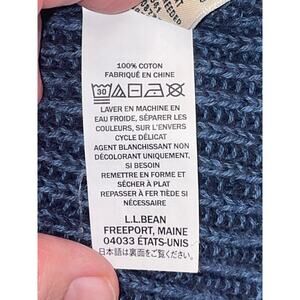 100% COTON
FABRIQUÉ EN CHINE
30
LAVER EN MACHINE EN
EAU FROIDE, SÉPARER LES
COULEURS, SUR L'ENVERS
CYCLE DÉLICAT
AGENT BLANCHISSANT NON
DÉCOLORANT UNIQUEMENT,
SI BESOIN
REMETTRE EN FORME ET
SÉCHER À PLAT
REPASSER À FER TIÈDE SI
NÉCESSAIRE
L.L.BEAN
FREEPORT, MAINE
04033 ÉTATS-UNIS
日本語は裏面をご覧ください。